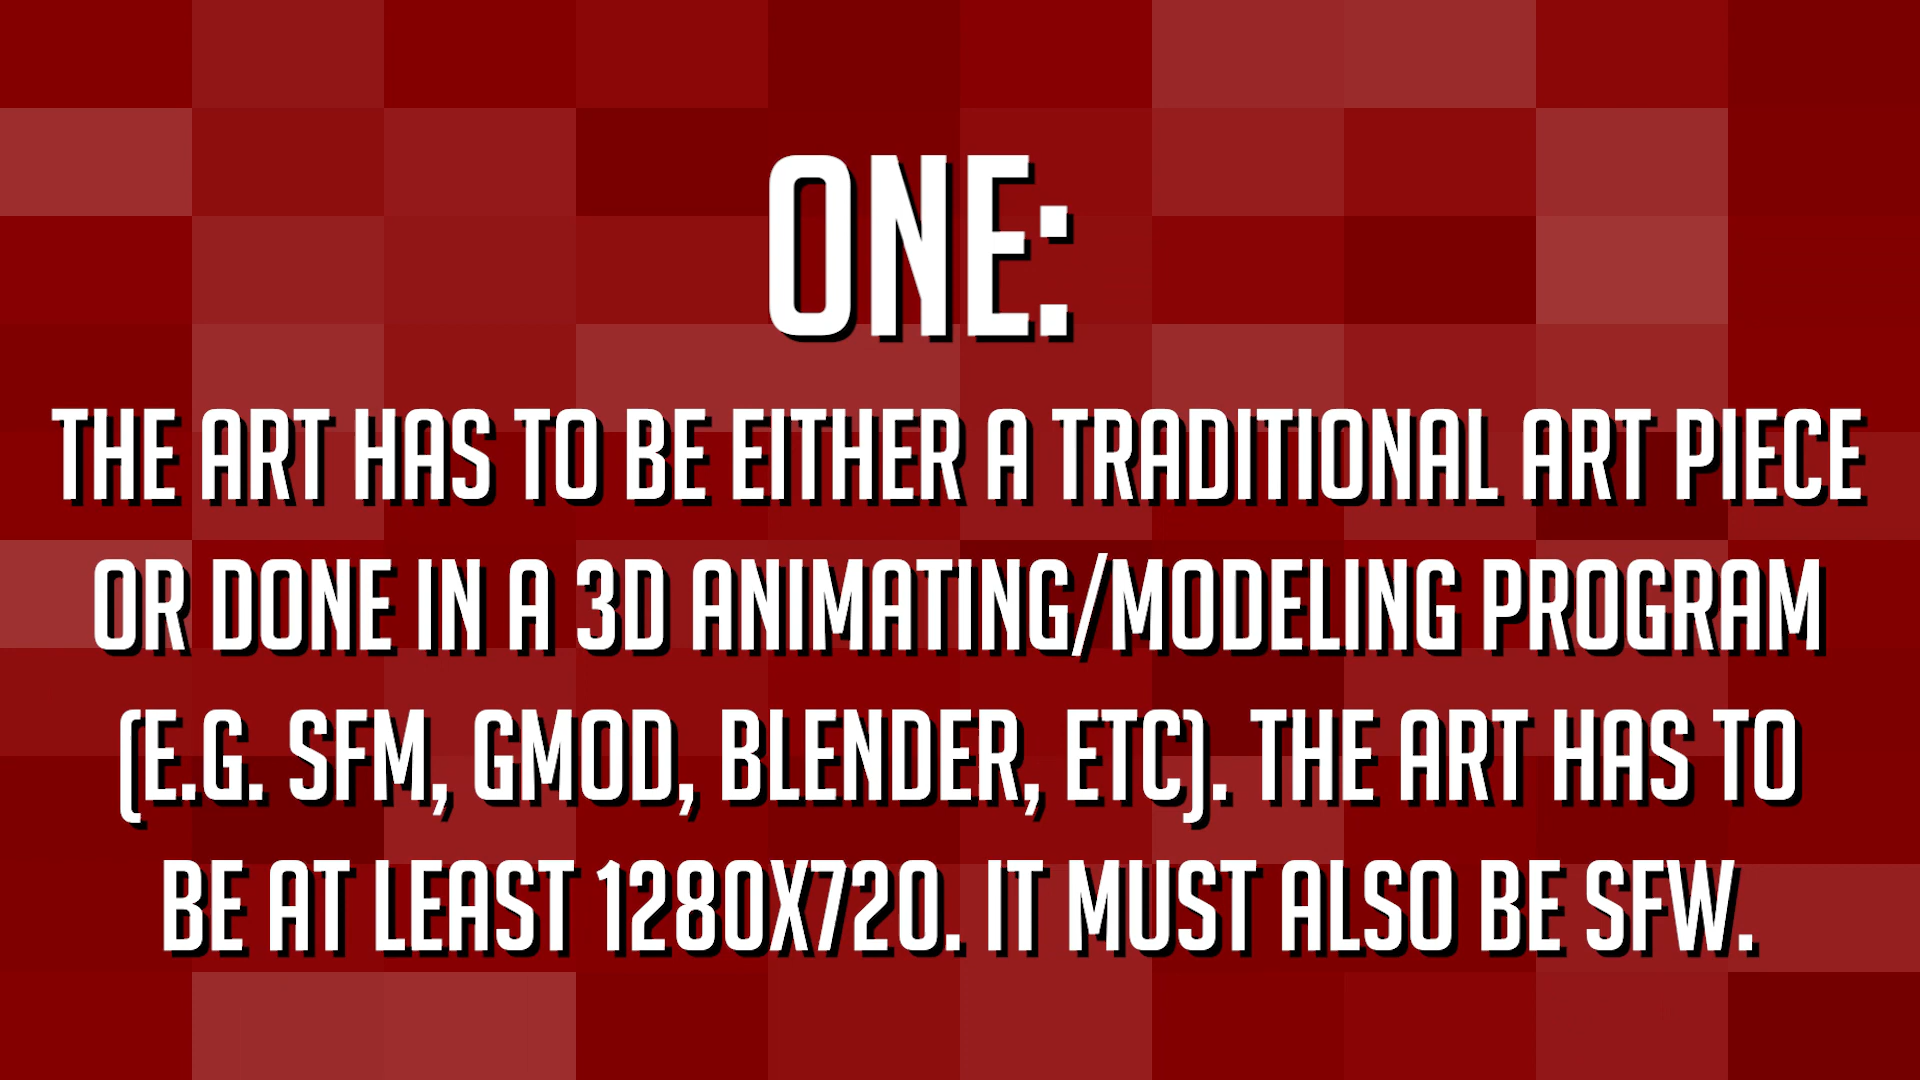 ONE:
THE ART HAS TO BE EITHER A TRADITIONAL ART PIECE
OR DONE IN A 3D ANIMATING/MODELING PROGRAM
(E.G. SFM, GMOD, BLENDER, ETC). THE ART HAS TO
BE AT LEAST 1280X720. IT MUST ALSO BE SFW.